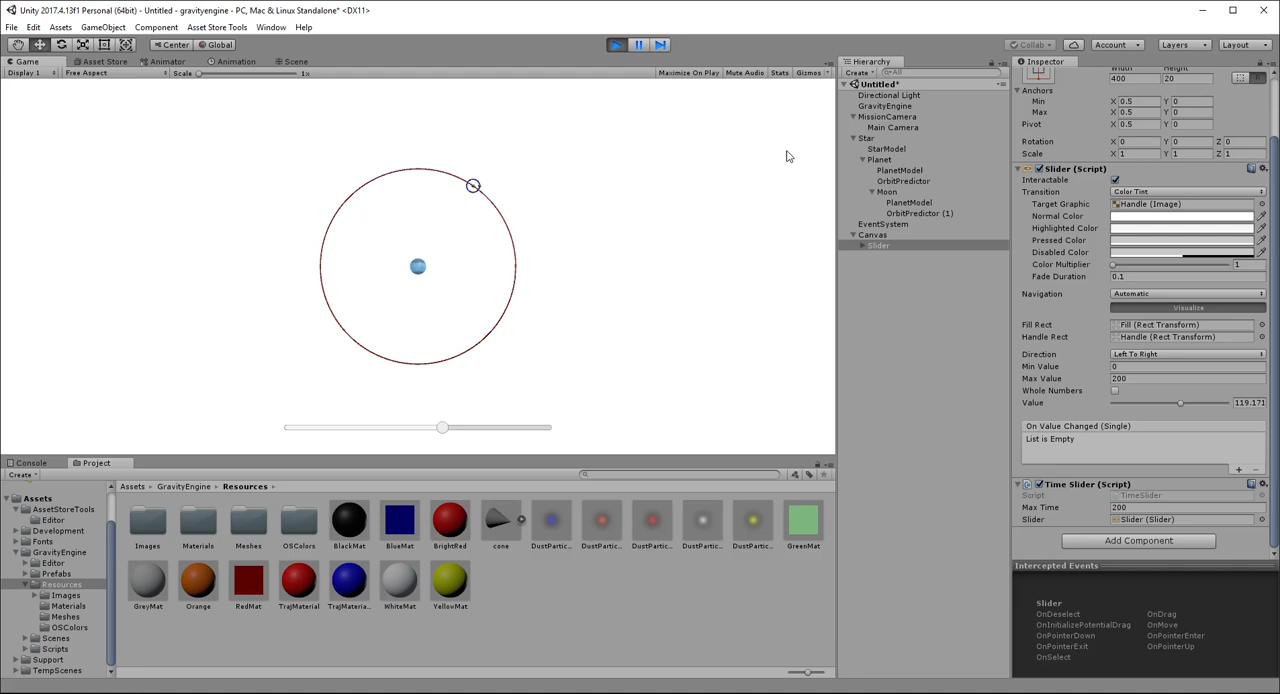 Unity 2017.4.13f1 Personal (64bit) - Untitled - gravityengine - PC, Mac & Linux Standalone* <DX11>
File Edit Assets GameObject Component Asset Store Tools Window Help
Center Global Collab Account Layers Layout
Game Asset Store Animator Animation Scene
Display 1 Free Aspect Scale 1x Maximize On Play Mute Audio Stats Gizmos
Hierarchy
Create All
Untitled*
Directional Light
GravityEngine
MissionCamera
Main Camera
Star
StarModel
Planet
PlanetModel
OrbitPredictor
Moon
PlanetModel
OrbitPredictor (1)
EventSystem
Canvas
Slider
Inspector
Width Height
400 20
Anchors
Min X 0.5 Y 0
Max X 0.5 Y 0
Pivot X 0.5 Y 0
Rotation X 0 Y 0 Z 0
Scale X 1 Y 1 Z 1
Slider (Script)
Interactable
Transition Color Tint
Target Graphic Handle (Image)
Normal Color
Highlighted Color
Pressed Color
Disabled Color
Color Multiplier 1
Fade Duration 0.1
Navigation Automatic
Visualize
Fill Rect Fill (Rect Transform)
Handle Rect Handle (Rect Transform)
Direction Left To Right
Min Value 0
Max Value 200
Whole Numbers
Value 119.171
On Value Changed (Single)
List is Empty
Time Slider (Script)
Script TimeSlider
Max Time 200
Slider Slider (Slider)
Add Component
Intercepted Events
Slider
OnDeselect OnDrag
OnInitializePotentialDrag OnMove
OnPointerDown OnPointerEnter
OnPointerExit OnPointerUp
OnSelect
Console Project
Create
Assets
AssetStoreTools
Editor
Development
Fonts
GravityEngine
Editor
Prefabs
Resources
Images
Materials
Meshes
OSColors
Scenes
Scripts
Support
TempScenes
Assets GravityEngine Resources
Images Materials Meshes OSColors BlackMat BlueMat BrightRed cone DustPartic... DustPartic... DustPartic... DustPartic... DustPartic... GreenMat
GreyMat Orange RedMat TrajMaterial TrajMateria... WhiteMat YellowMat